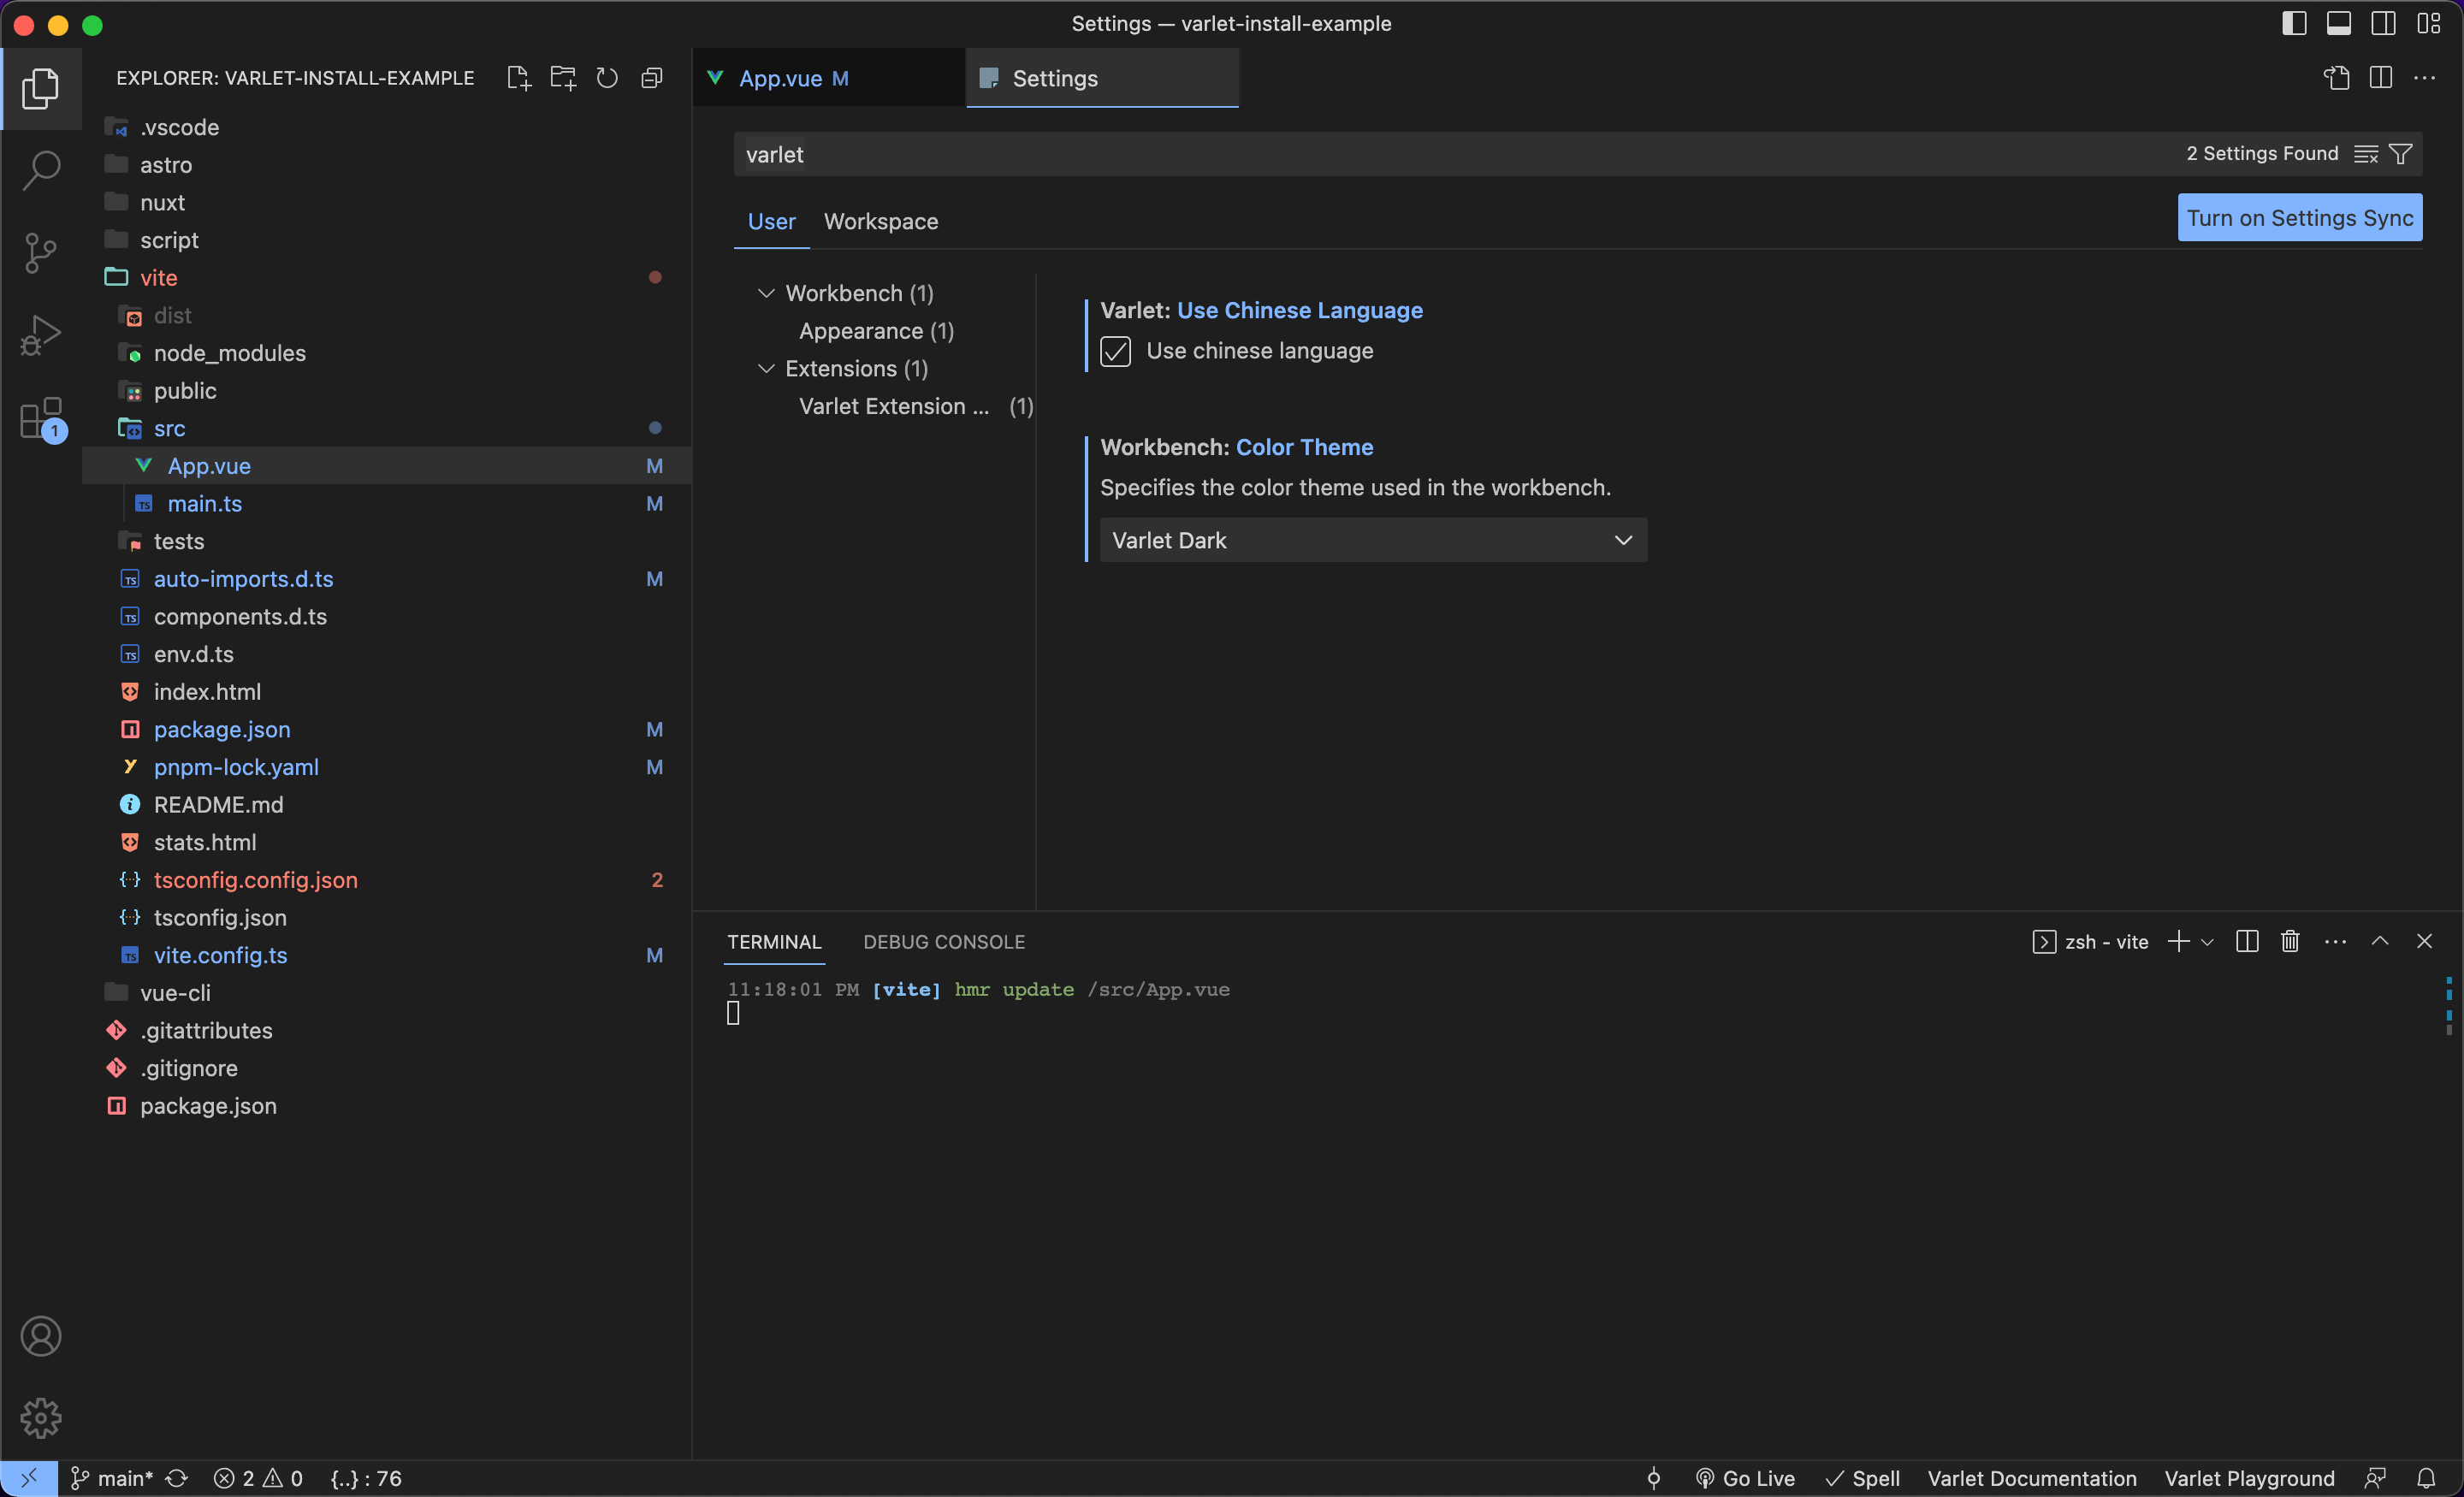 Settings — varlet-install-example
EXPLORER: VARLET-INSTALL-EXAMPLE
.vscode
astro
nuxt
script
vite
dist
node_modules
public
src
App.vue M
main.ts M
tests
auto-imports.d.ts M
components.d.ts
env.d.ts
index.html
package.json M
pnpm-lock.yaml M
README.md
stats.html
tsconfig.config.json 2
tsconfig.json
vite.config.ts M
vue-cli
.gitattributes
.gitignore
package.json
1
App.vue M
Settings
varlet
2 Settings Found
User
Workspace
Turn on Settings Sync
Workbench (1)
Appearance (1)
Extensions (1)
Varlet Extension ... (1)
Varlet: Use Chinese Language
Use chinese language
Workbench: Color Theme
Specifies the color theme used in the workbench.
Varlet Dark
TERMINAL
DEBUG CONSOLE
zsh - vite
11:18:01 PM [vite] hmr update /src/App.vue
main* 2 0 {..} : 76
Go Live
Spell
Varlet Documentation
Varlet Playground